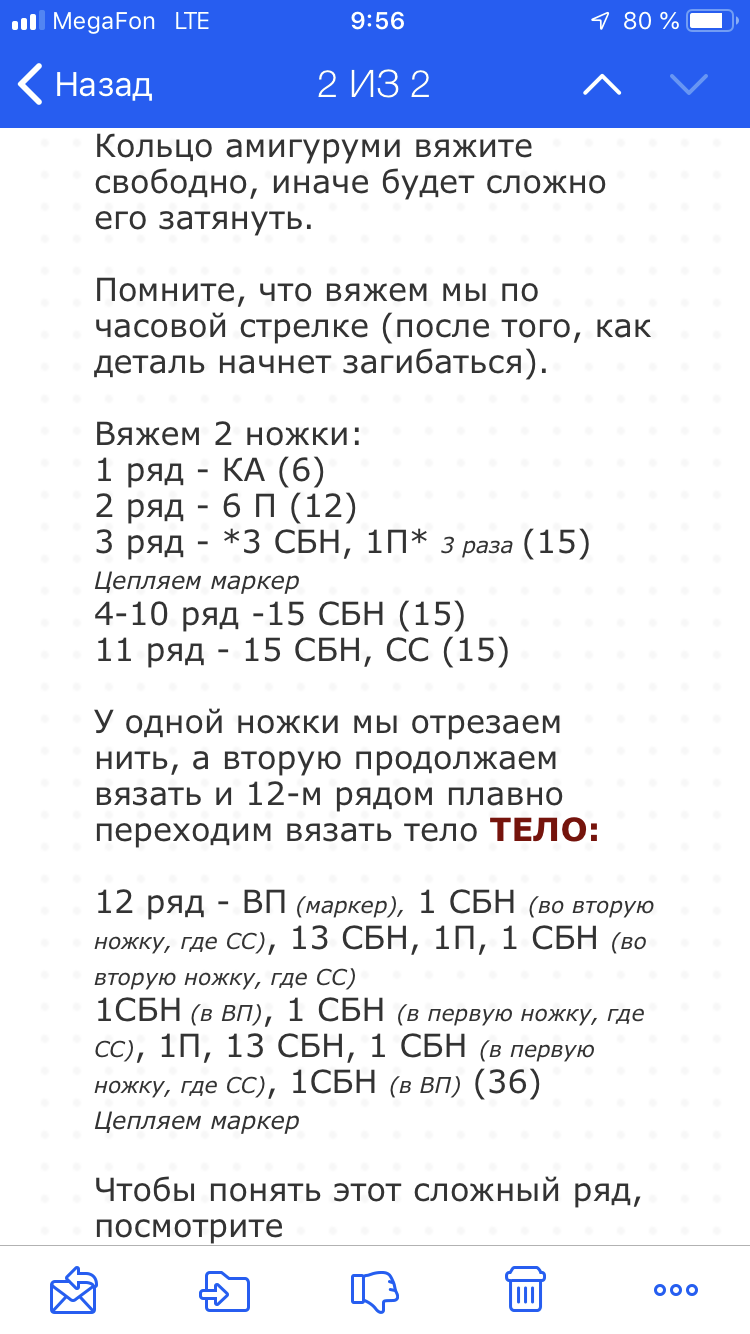 MegaFon LTE 9:56 80 %
Назад 2 ИЗ 2
Кольцо амигуруми вяжите
свободно, иначе будет сложно
его затянуть.
Помните, что вяжем мы по
часовой стрелке (после того, как
деталь начнет загибаться).
Вяжем 2 ножки:
1 ряд - КА (6)
2 ряд - 6 П (12)
3 ряд - *3 СБН, 1П* 3 раза (15)
Цепляем маркер
4-10 ряд -15 СБН (15)
11 ряд - 15 СБН, СС (15)
У одной ножки мы отрезаем
нить, а вторую продолжаем
вязать и 12-м рядом плавно
переходим вязать тело ТЕЛО:
12 ряд - ВП (маркер), 1 СБН (во вторую
ножку, где СС), 13 СБН, 1П, 1 СБН (во
вторую ножку, где СС)
1СБН (в ВП), 1 СБН (в первую ножку, где
СС), 1П, 13 СБН, 1 СБН (в первую
ножку, где СС), 1СБН (в ВП) (36)
Цепляем маркер
Чтобы понять этот сложный ряд,
посмотрите